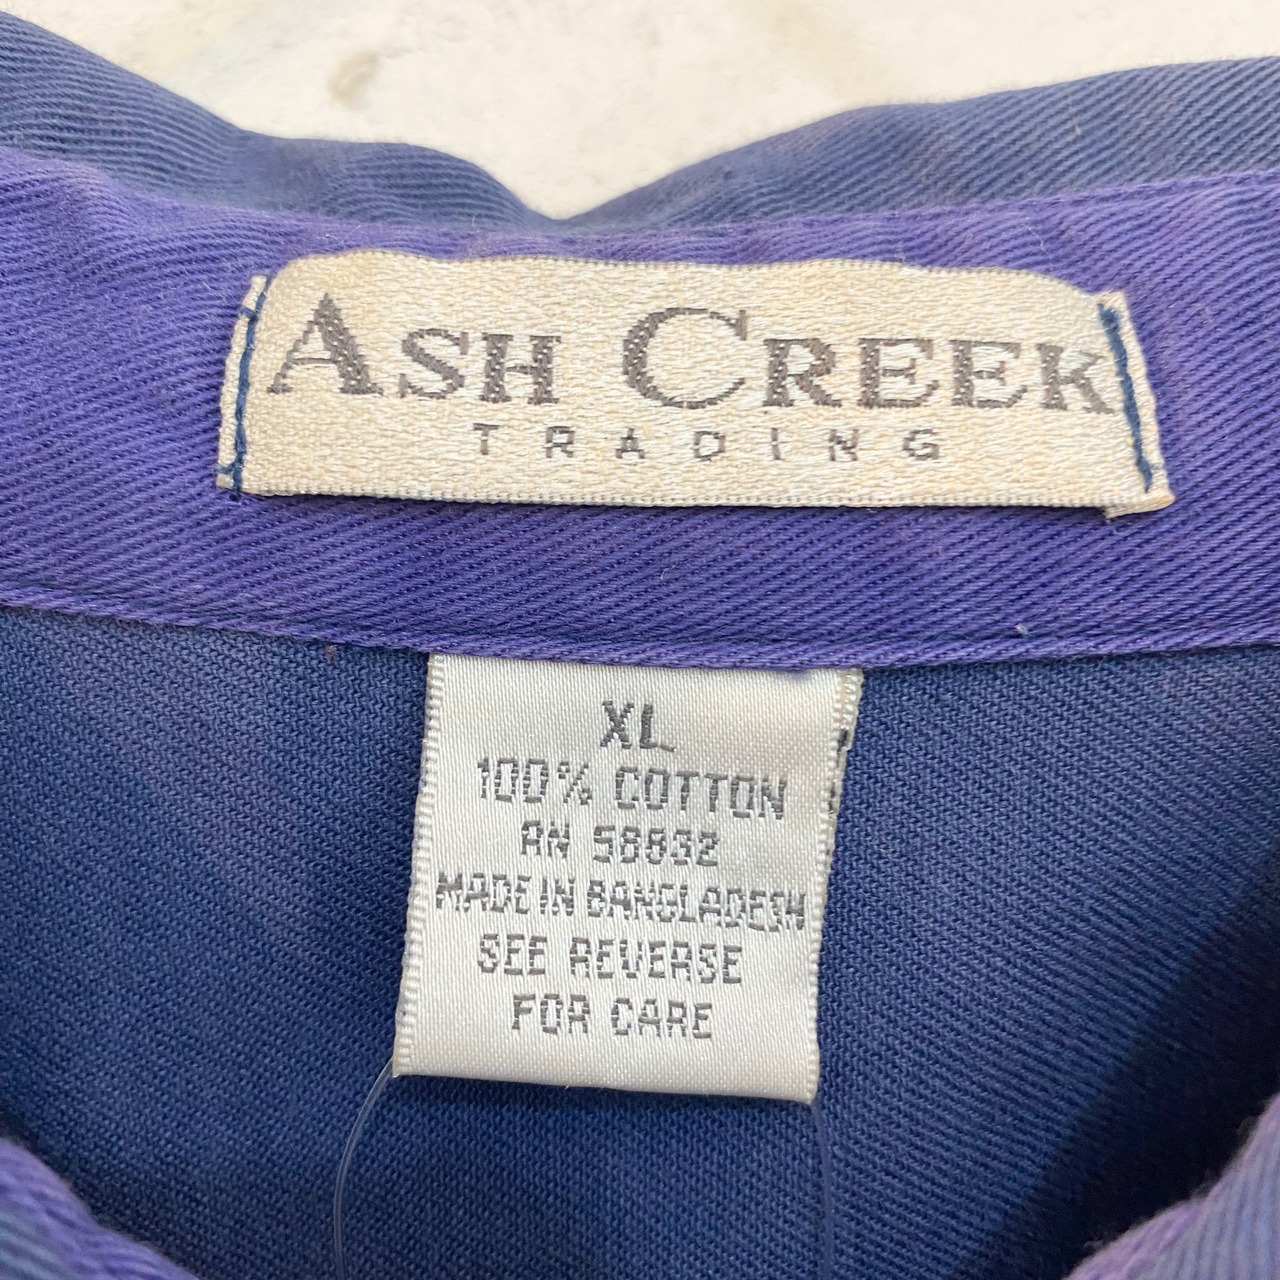 ASH CREEK
TRADING
XL
100% COTTON
RN 58832
MADE IN BANGLADESH
SEE REVERSE
FOR CARE